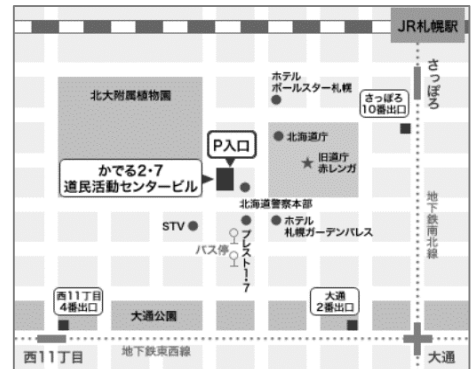 JR札幌駅
さっぽろ
ホテル
ポールスター札幌
さっぽろ
10番出口
北大附属植物園
P入口
北海道庁
旧道庁
赤レンガ
かでる2・7
道民活動センタービル
北海道警察本部
STV
ホテル
札幌ガーデンパレス
バス停
プレスト1・7
地下鉄南北線
西11丁目
4番出口
大通公園
大通
2番出口
西11丁目
地下鉄東西線
大通